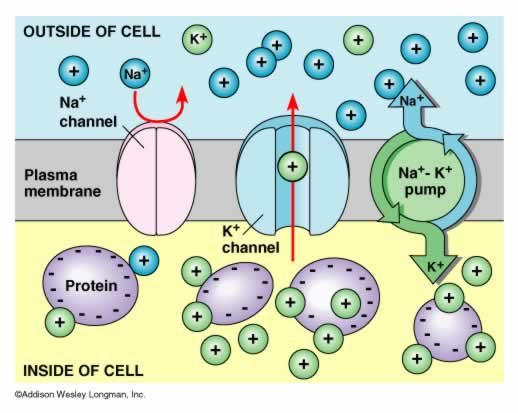 OUTSIDE OF CELL
K+
Na+
Na+
channel
Na+
Plasma
membrane
Na+- K+
pump
K+
channel
Protein
K+
INSIDE OF CELL
©Addison Wesley Longman, Inc.